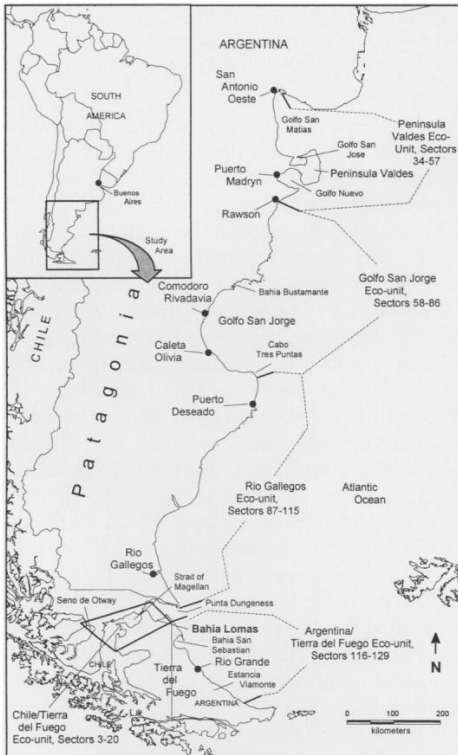 SOUTH
AMERICA
Buenos
Aires
Study
Area
ARGENTINA
San
Antonio
Oeste
Golfo San
Matias
Golfo San
Jose
Peninsula
Valdes Eco-
Unit, Sectors
34-57
Puerto
Madryn
Peninsula Valdes
Golfo Nuevo
Rawson
Golfo San Jorge
Eco-unit,
Sectors 58-86
Comodoro
Rivadavia
Bahia Bustamante
Golfo San Jorge
CHILE
Caleta
Olivia
Cabo
Tres Puntas
Puerto
Deseado
Patagonia
Rio Gallegos
Eco-unit,
Sectors 87-115
Atlantic
Ocean
Rio
Gallegos
Strait of
Magellan
Seno de Otway
Punta Dungeness
Bahia Lomas
Bahia San
Sebastian
Argentina/
Tierra del Fuego Eco-unit,
Sectors 116-129
N
CHILE
Tierra
del
Fuego
Rio Grande
Estancia
Viamonte
ARGENTINA
Chile/Tierra
del Fuego
Eco-unit, Sectors 3-20
0 100 200
kilometers